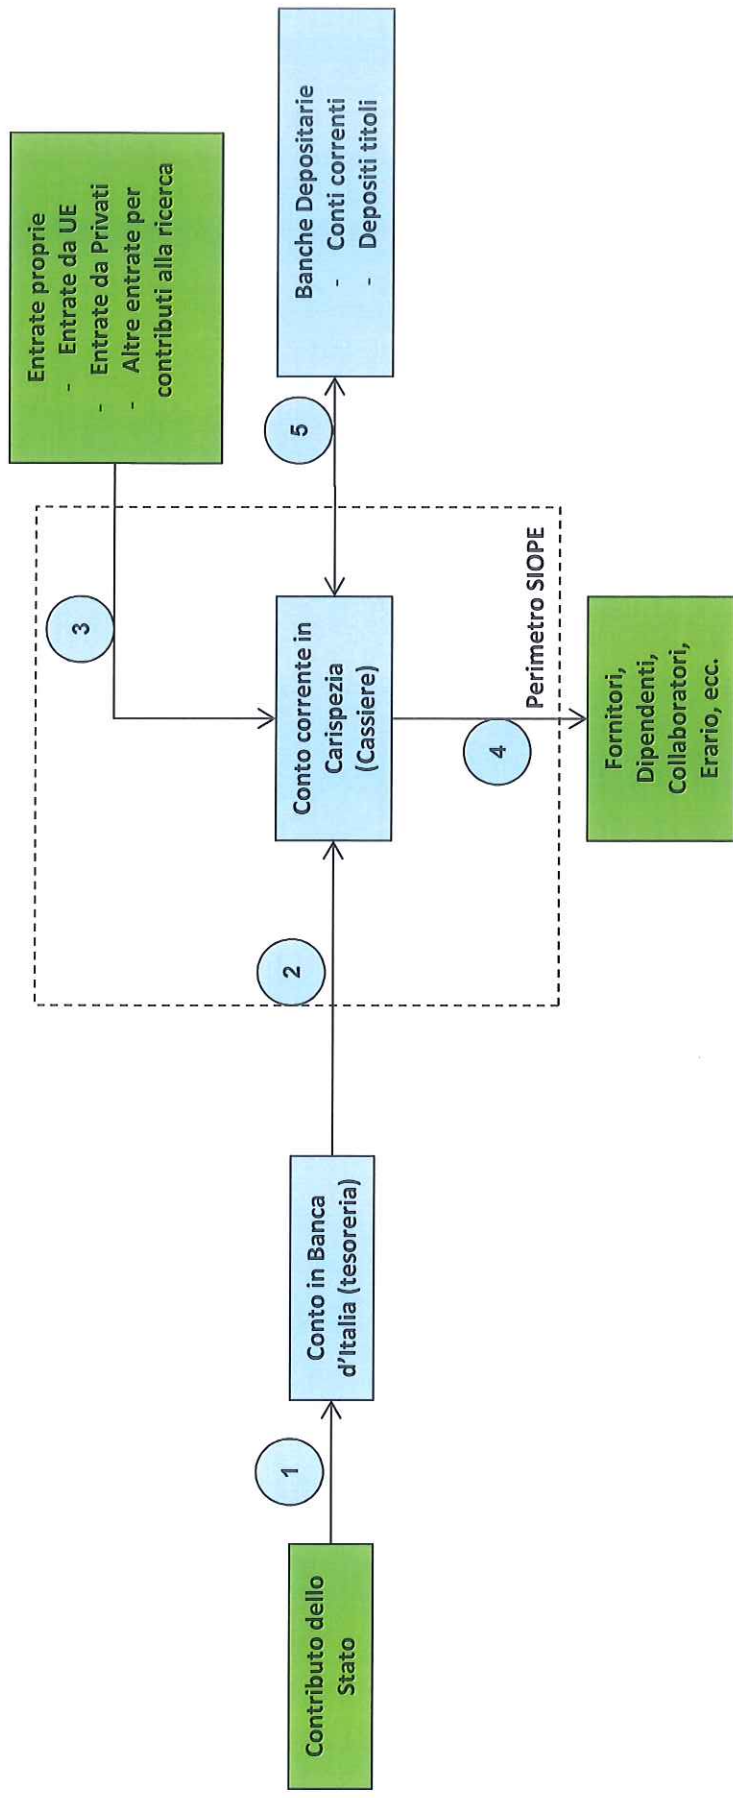 Contributo dello
Stato
1
Conto in Banca
d'Italia (tesoreria)
2
Conto corrente in
Carispezia
(Cassiere)
3
Entrate proprie
- Entrate da UE
- Entrate da Privati
- Altre entrate per
contributi alla ricerca
4
Perimetro SIOPE
Fornitori,
Dipendenti,
Collaboratori,
Erario, ecc.
5
Banche Depositarie
- Conti correnti
- Depositi titoli